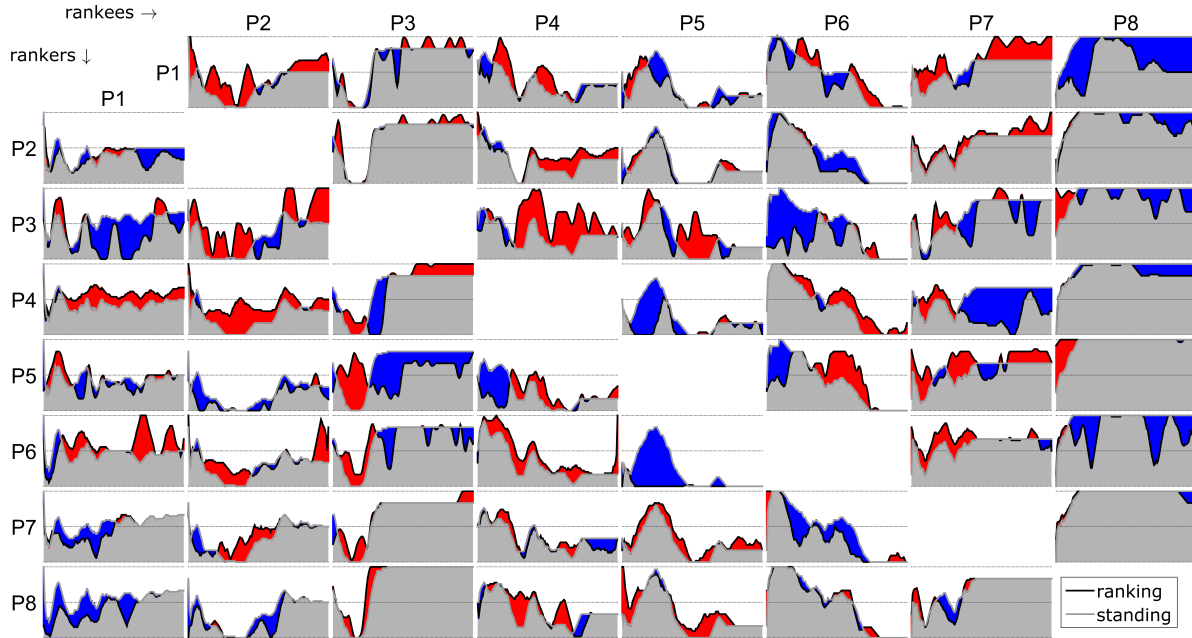 rankees →
P2 P3 P4 P5 P6 P7 P8
rankers ↓
P1
P1
P2
P3
P4
P5
P6
P7
P8
ranking
standing